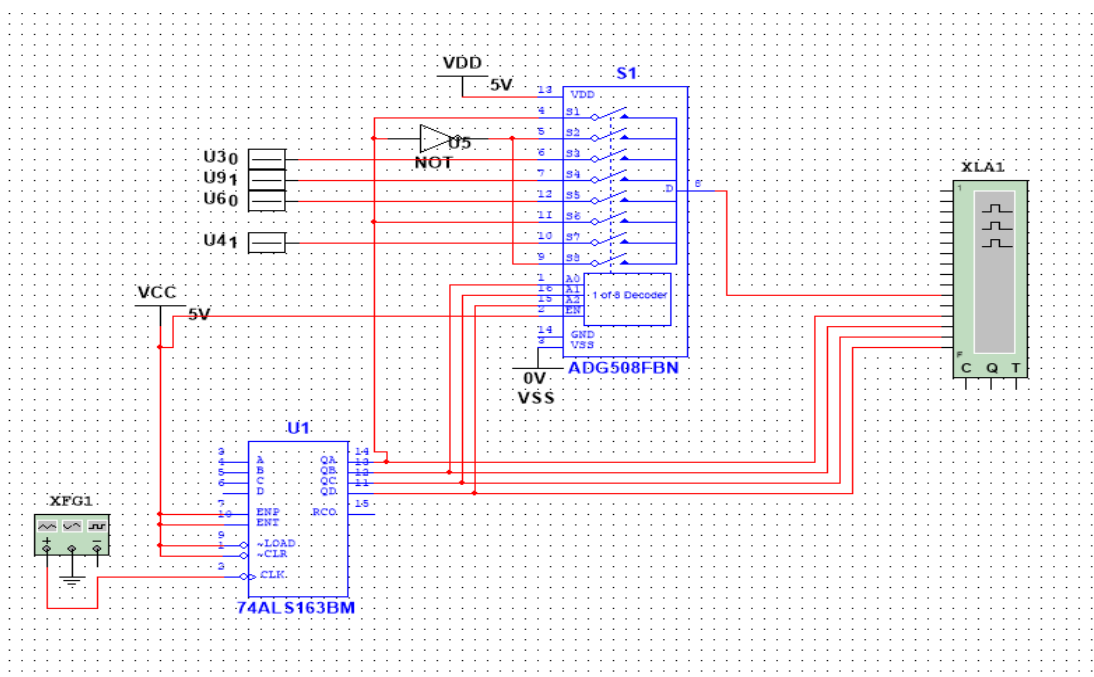 VDD
5V
S1
13 VDD
4 S1
5 S2
6 S3
7 S4
12 S5
11 S6
10 S7
9 S8
D 8
1 A0
16 A1
15 A2
2 EN
1 of 8 Decoder
14 GND
3 VSS
ADG508FBN
0V
VSS
U5
NOT
U3 0
U9 1
U6 0
U4 1
XLA1
1
F
C Q T
VCC
5V
U1
3 A QA 14
4 B QB 13
5 C QC 12
6 D QD 11
7 ENP RCO 15
10 ENT
9 ~LOAD
1 ~CLR
2 CLK
74ALS163BM
XFG1
+ −